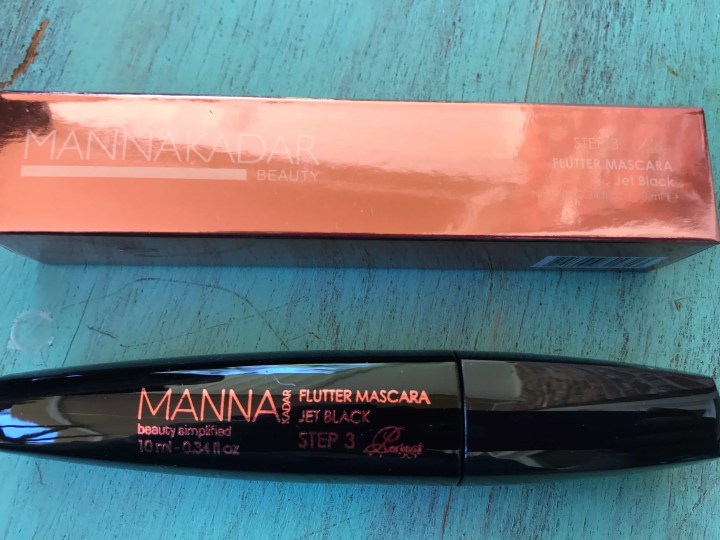 MANNAKADAR
BEAUTY
STEP 3
FLUTTER MASCARA
Jet Black
MANNA KADAR
beauty simplified
10 ml - 0.34 fl oz
FLUTTER MASCARA
JET BLACK
STEP 3